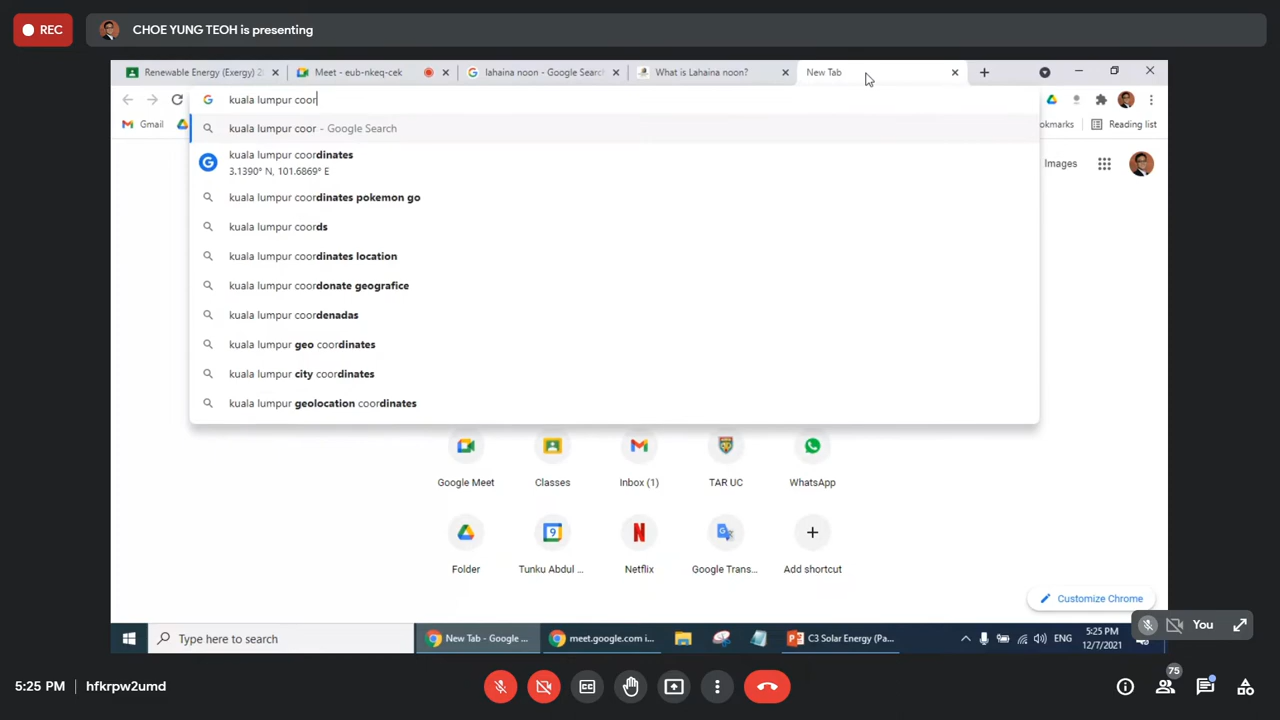 REC
CHOE YUNG TEOH is presenting
Renewable Energy (Exergy) 2
Meet - eub-nkeq-cek
lahaina noon - Google Search
What is Lahaina noon?
New Tab
kuala lumpur coor
kuala lumpur coor - Google Search
Gmail
okmarks
Reading list
kuala lumpur coordinates
3.1390° N, 101.6869° E
Images
kuala lumpur coordinates pokemon go
kuala lumpur coords
kuala lumpur coordinates location
kuala lumpur coordonate geografice
kuala lumpur coordenadas
kuala lumpur geo coordinates
kuala lumpur city coordinates
kuala lumpur geolocation coordinates
Google Meet
Classes
Inbox (1)
TAR UC
WhatsApp
9
N
Folder
Tunku Abdul ...
Netflix
Google Trans...
Add shortcut
Customize Chrome
You
Type here to search
New Tab - Google ...
meet.google.com i...
C3 Solar Energy (Pa...
ENG
5:25 PM
12/7/2021
5:25 PM
hfkrpw2umd
CC
75